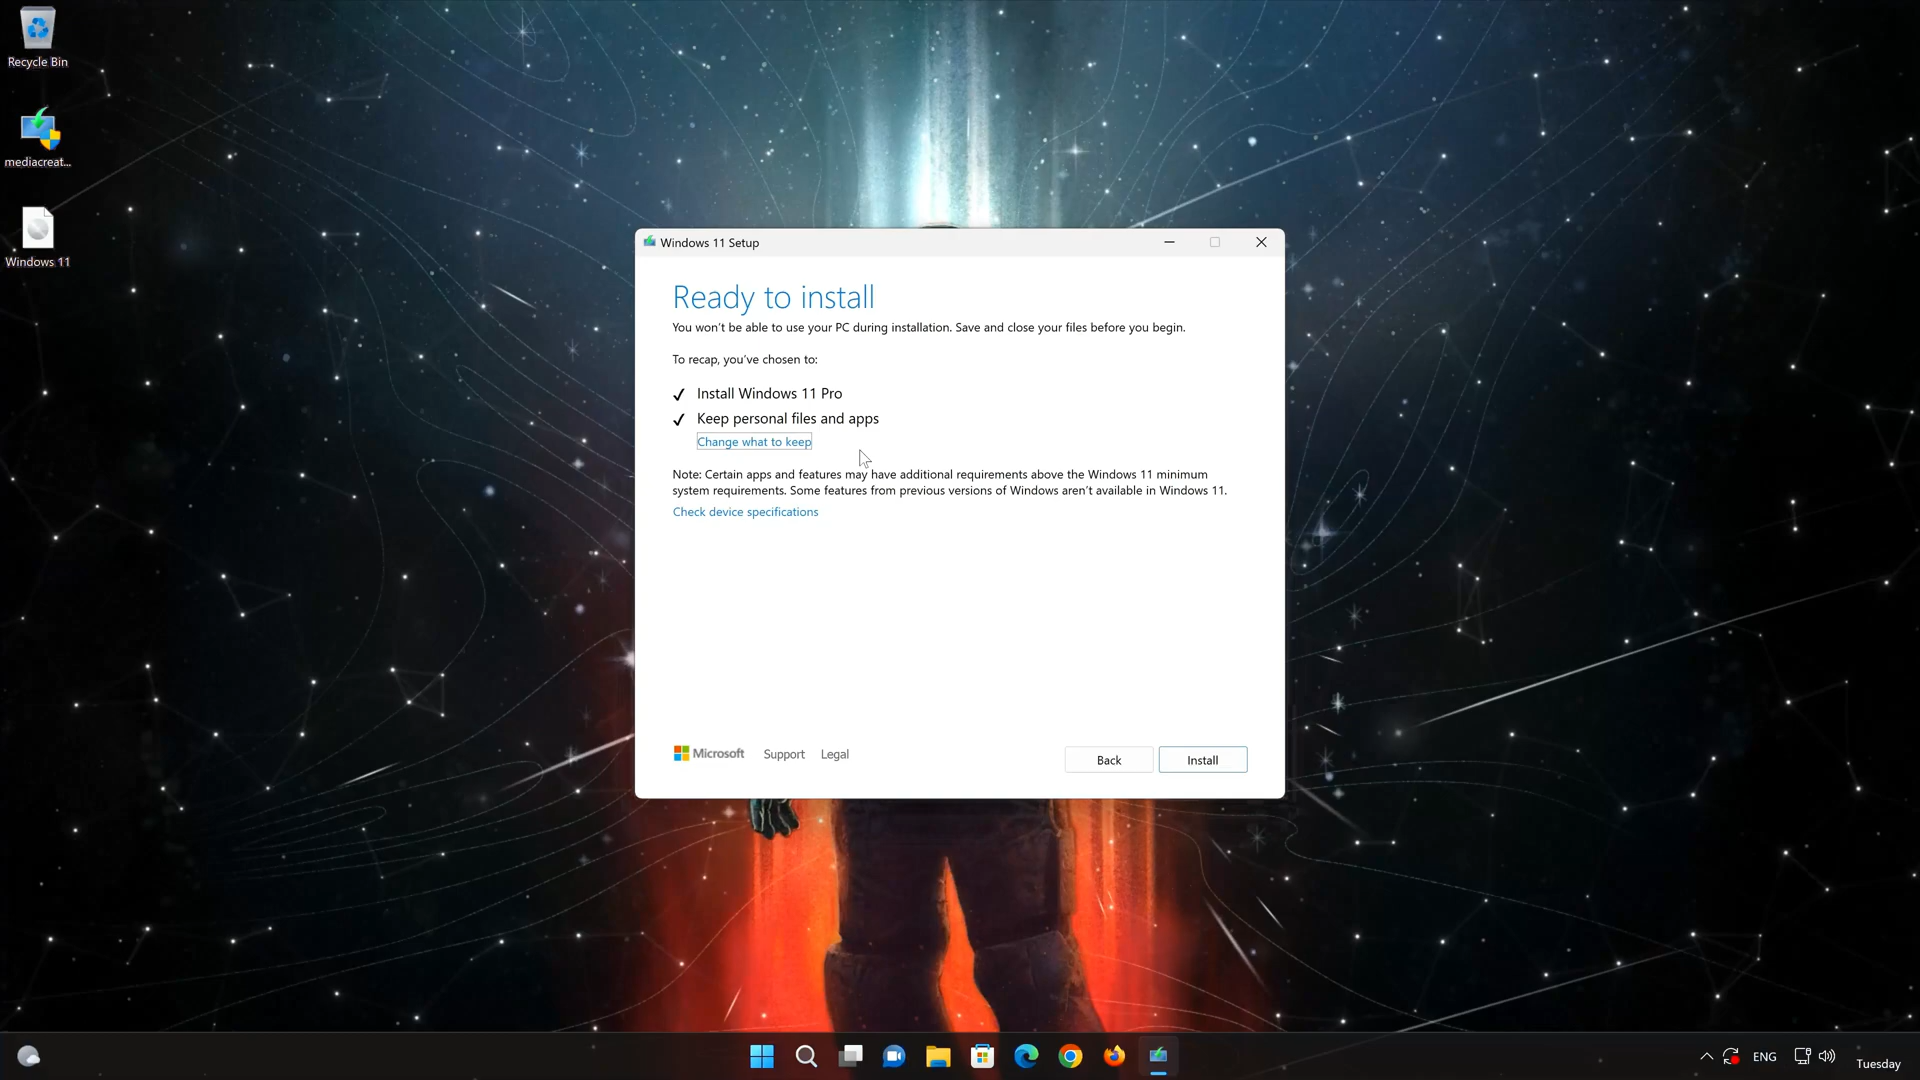 Recycle Bin
mediacreat...
Windows 11
Windows 11 Setup
Ready to install
You won't be able to use your PC during installation. Save and close your files before you begin.
To recap, you've chosen to:
Install Windows 11 Pro
Keep personal files and apps
Change what to keep
Note: Certain apps and features may have additional requirements above the Windows 11 minimum
system requirements. Some features from previous versions of Windows aren't available in Windows 11.
Check device specifications
Microsoft Support Legal
Back Install
ENG
Tuesday